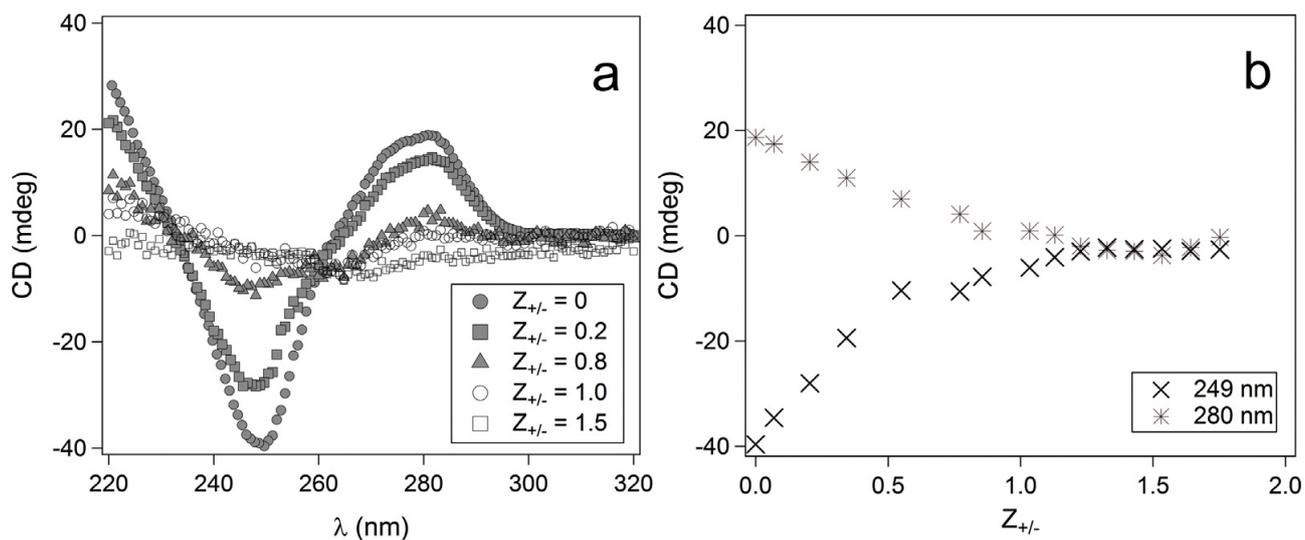 a
40
20
0
-20
-40
CD (mdeg)
220
240
260
280
300
320
λ (nm)
Z+/- = 0
Z+/- = 0.2
Z+/- = 0.8
Z+/- = 1.0
Z+/- = 1.5
b
40
20
0
-20
-40
CD (mdeg)
0.0
0.5
1.0
1.5
2.0
Z+/-
249 nm
280 nm